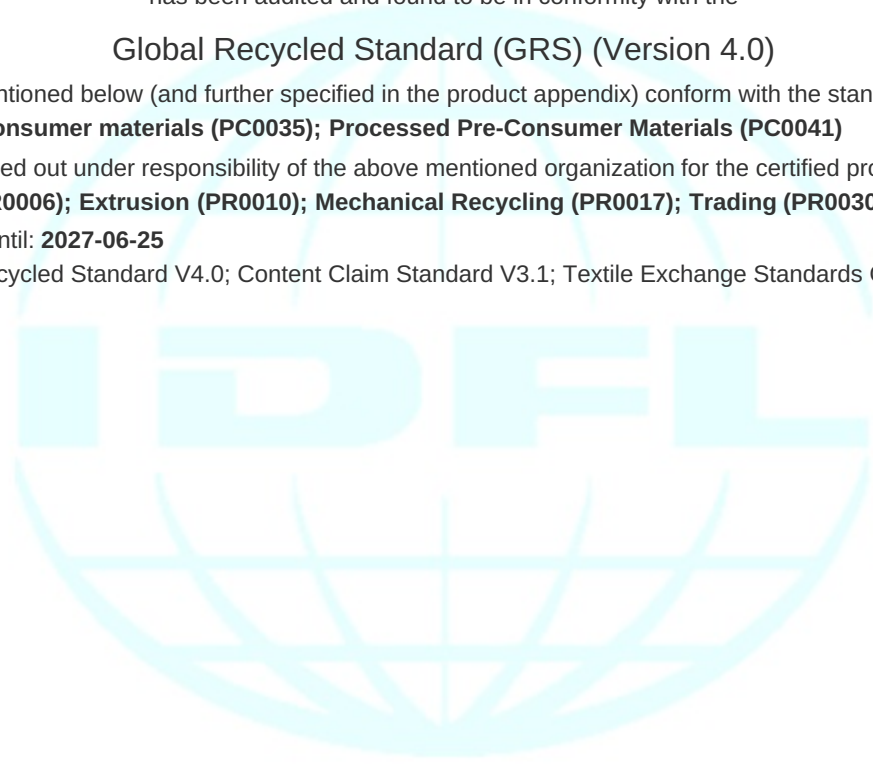 has been audited and found to be in conformity with the
Global Recycled Standard (GRS) (Version 4.0)
ntioned below (and further specified in the product appendix) conform with the stan
onsumer materials (PC0035); Processed Pre-Consumer Materials (PC0041)
ed out under responsibility of the above mentioned organization for the certified pro
0006); Extrusion (PR0010); Mechanical Recycling (PR0017); Trading (PR0030
ntil: 2027-06-25
cycled Standard V4.0; Content Claim Standard V3.1; Textile Exchange Standards
IDFL